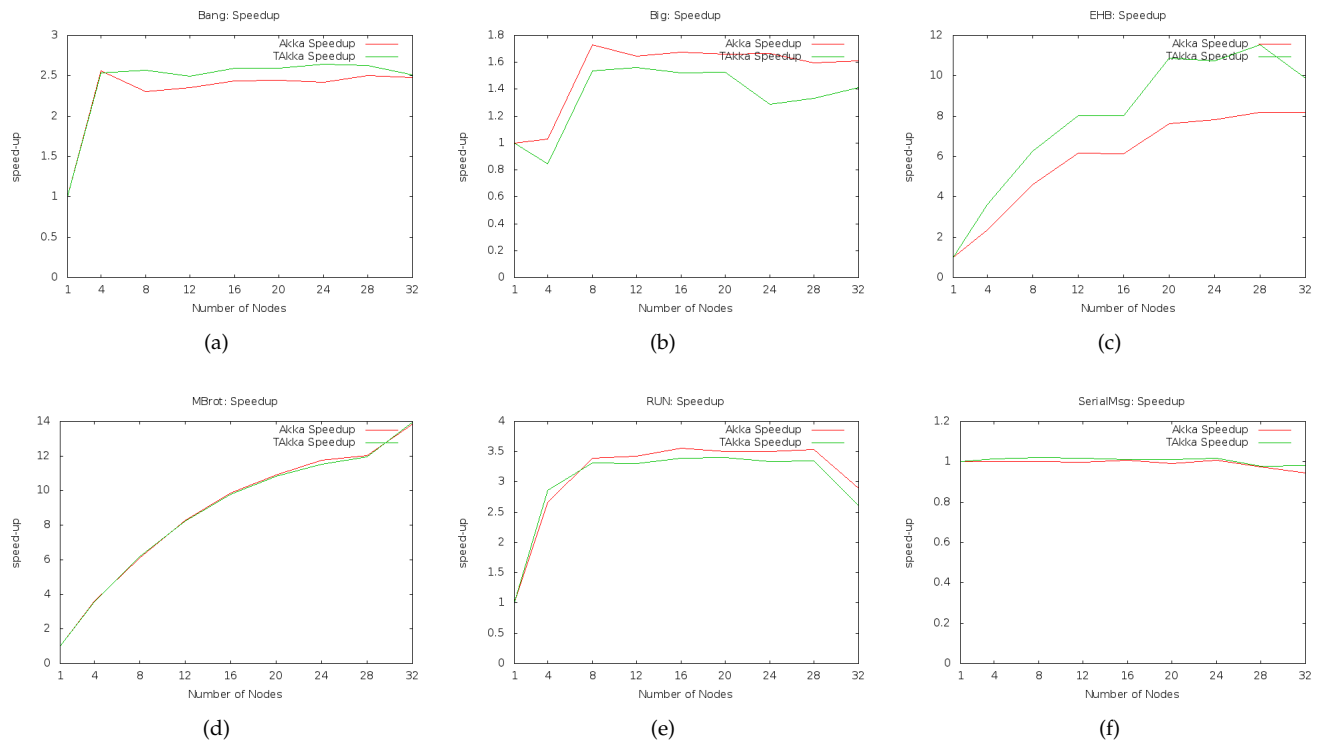 Bang: Speedup
3
2.5
2
1.5
1
0.5
0
speed-up
Akka Speedup
TAkka Speedup
1 4 8 12 16 20 24 28 32
Number of Nodes
(a)
Big: Speedup
1.8
1.6
1.4
1.2
1
0.8
0.6
0.4
0.2
0
speed-up
Akka Speedup
TAkka Speedup
1 4 8 12 16 20 24 28 32
Number of Nodes
(b)
EHB: Speedup
12
10
8
6
4
2
0
speed-up
Akka Speedup
TAkka Speedup
1 4 8 12 16 20 24 28 32
Number of Nodes
(c)
MBrot: Speedup
14
12
10
8
6
4
2
0
speed-up
Akka Speedup
TAkka Speedup
1 4 8 12 16 20 24 28 32
Number of Nodes
(d)
RUN: Speedup
4
3.5
3
2.5
2
1.5
1
0.5
0
speed-up
Akka Speedup
TAkka Speedup
1 4 8 12 16 20 24 28 32
Number of Nodes
(e)
SerialMsg: Speedup
1.2
1
0.8
0.6
0.4
0.2
0
speed-up
Akka Speedup
TAkka Speedup
1 4 8 12 16 20 24 28 32
Number of Nodes
(f)